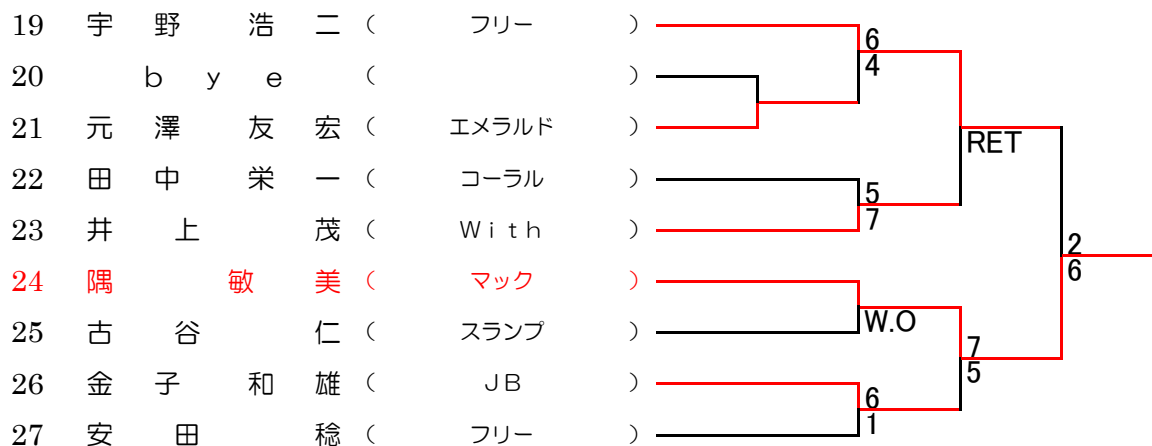 19 宇 野 浩 二 ( フリー ) 6
20 b y e ( ) 4
21 元 澤 友 宏 ( エメラルド ) RET
22 田 中 栄 一 ( コーラル ) 5
23 井 上 茂 ( With ) 7 2
24 隅 敏 美 ( マック ) 6
25 古 谷 仁 ( スランプ ) W.O 7
26 金 子 和 雄 ( JB ) 6 5
27 安 田 稔 ( フリー ) 1